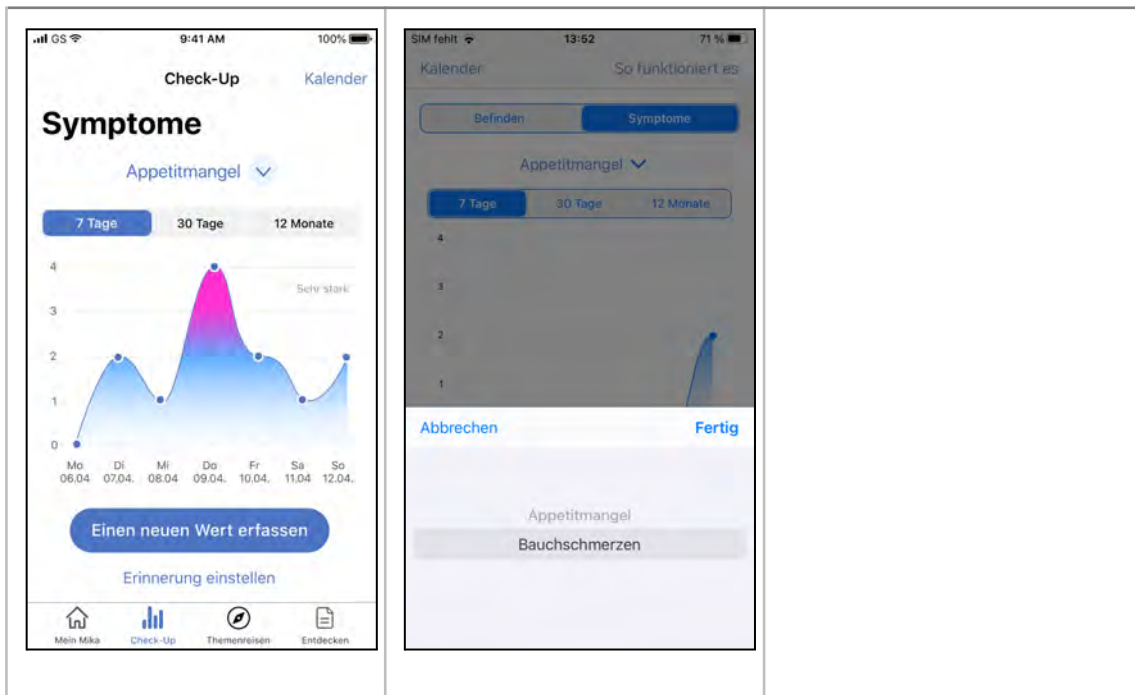 GS 9:41 AM 100%
Check-Up Kalender
Symptome
Appetitmangel
7 Tage 30 Tage 12 Monate
4
Sehr stark
3
2
1
0
Mo Di Mi Do Fr Sa So
06.04 07.04. 08.04 09.04. 10.04. 11.04 12.04.
Einen neuen Wert erfassen
Erinnerung einstellen
Mein Mika Check-Up Themenreisen Entdecken
SIM fehlt 13:52 71 %
Kalender So funktioniert es
Befinden Symptome
Appetitmangel
7 Tage 30 Tage 12 Monate
4
3
2
1
Abbrechen Fertig
Appetitmangel
Bauchschmerzen